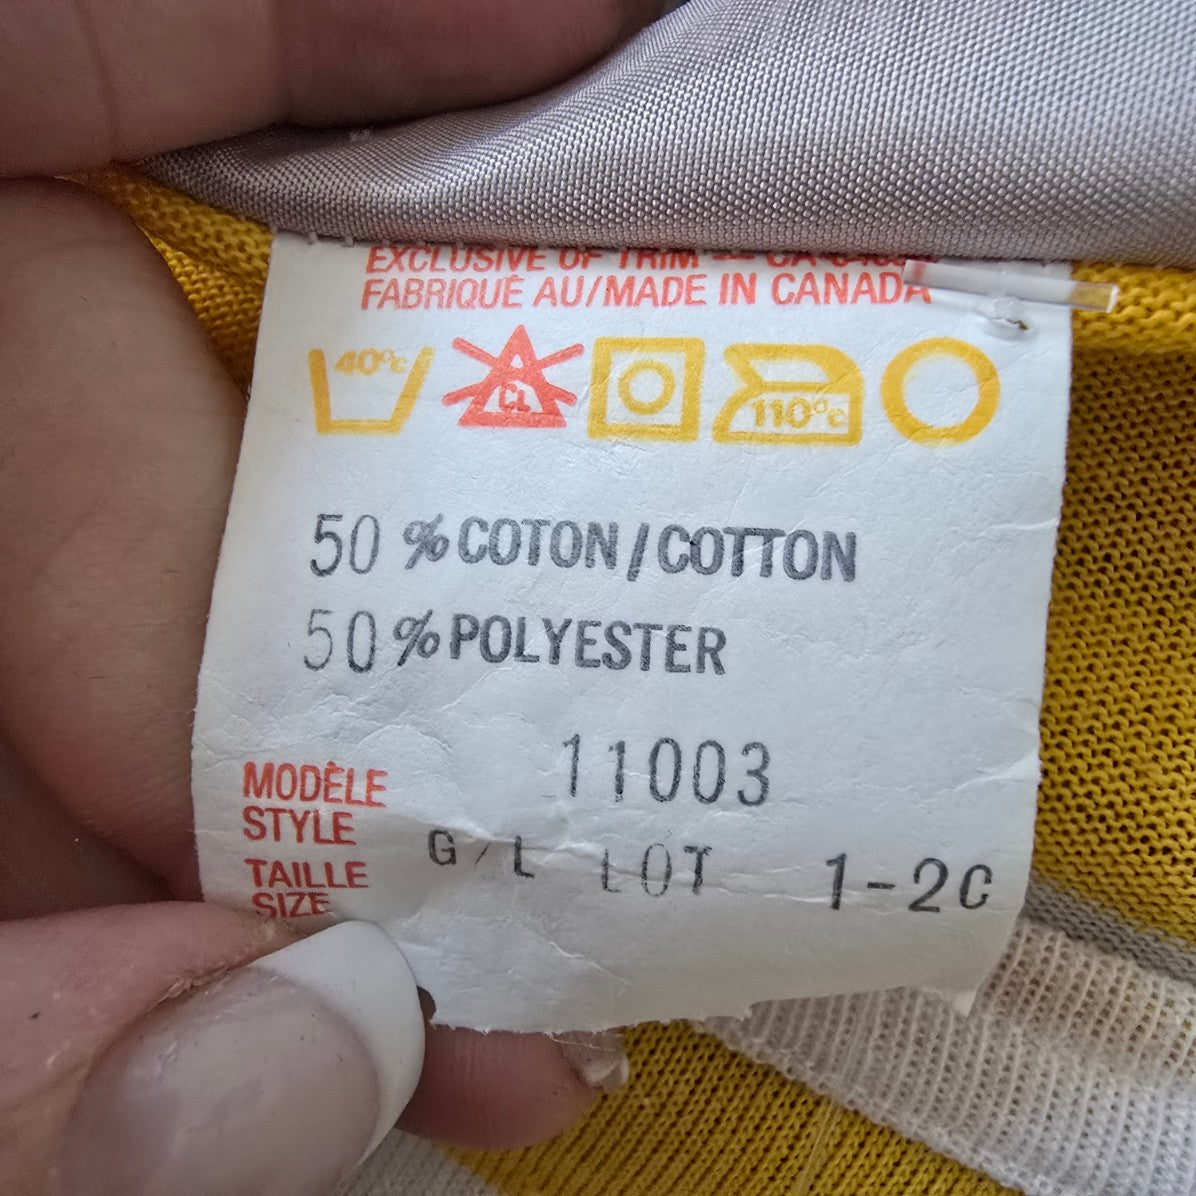 EXCLUSIVE OF TRIM —
FABRIQUÉ AU/MADE IN CANADA
40°C
CL
110°C
50 % COTON/COTTON
50 % POLYESTER
MODÈLE
STYLE
11003
TAILLE
SIZE
G/L LOT 1-2C